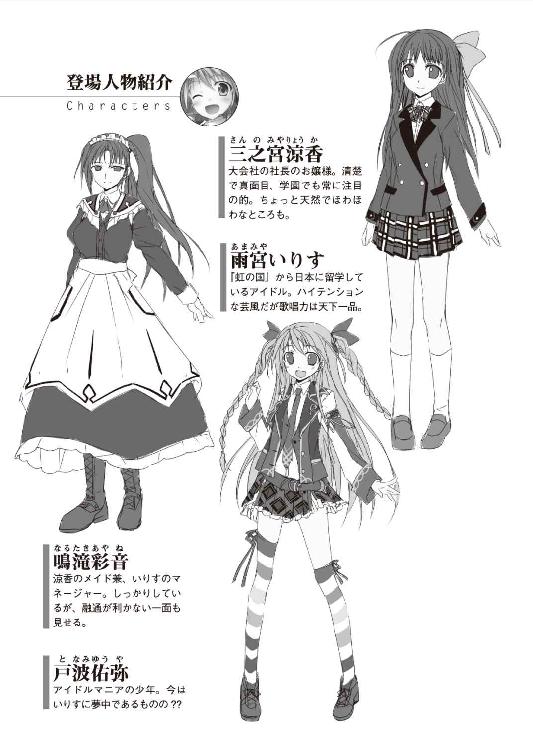 登場人物紹介
Characters
さんのみやりょうか
三之宮涼香
大会社の社長のお嬢様。清楚
で真面目、学園でも常に注目
の的。ちょっと天然でほわほ
わなところも。
あまみや
雨宮いりす
『虹の国』から日本に留学して
いるアイドル。ハイテンション
な芸風だが歌唱力は天下一品。
なるたきあやね
鳴滝彩音
涼香のメイド兼、いりすのマ
ネージャー。しっかりしてい
るが、融通が利かない一面も
見せる。
となみゆうや
戸波佑弥
アイドルマニアの少年。今は
いりすに夢中であるものの??